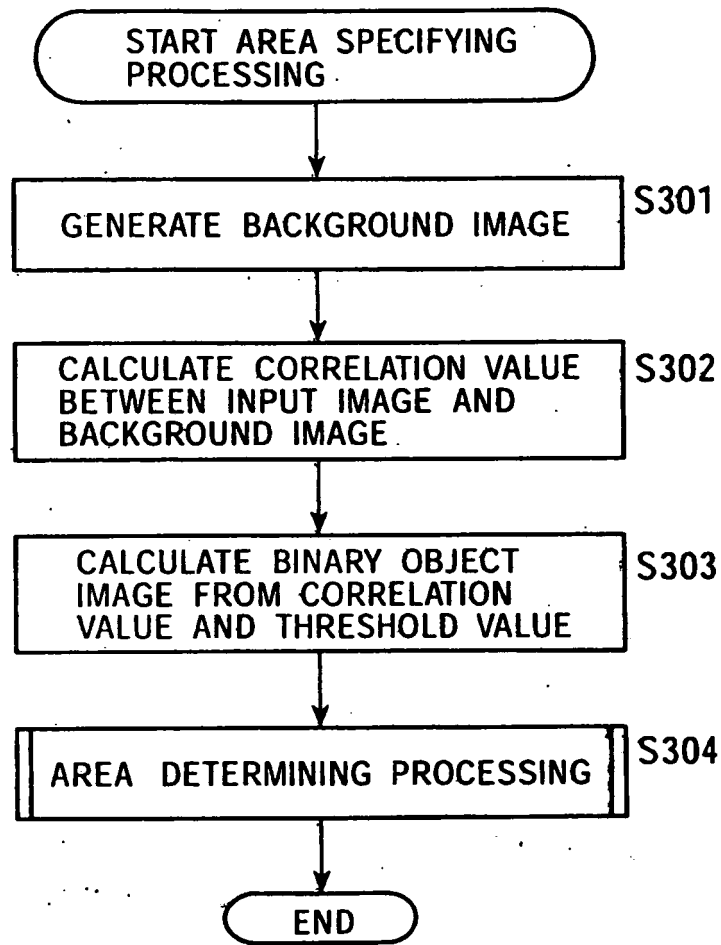 START AREA SPECIFYING
PROCESSING
S301
GENERATE BACKGROUND IMAGE
S302
CALCULATE CORRELATION VALUE
BETWEEN INPUT IMAGE AND
BACKGROUND IMAGE
S303
CALCULATE BINARY OBJECT
IMAGE FROM CORRELATION
VALUE AND THRESHOLD VALUE
S304
AREA DETERMINING PROCESSING
END